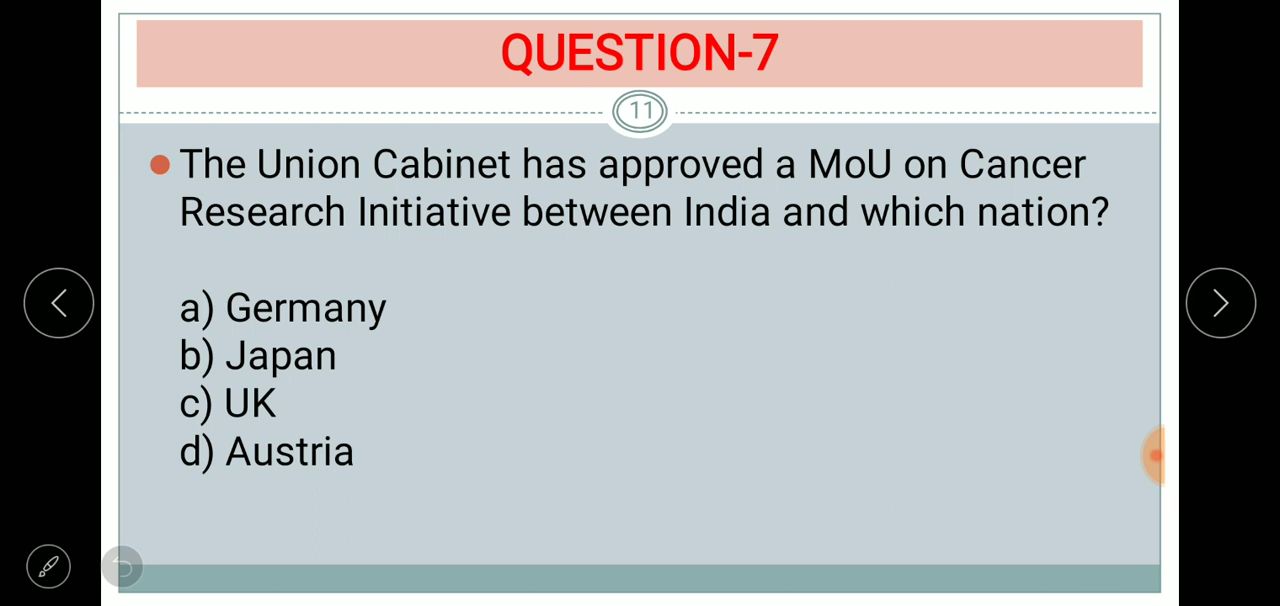 QUESTION-7
11
The Union Cabinet has approved a MoU on Cancer
Research Initiative between India and which nation?
a) Germany
b) Japan
c) UK
d) Austria